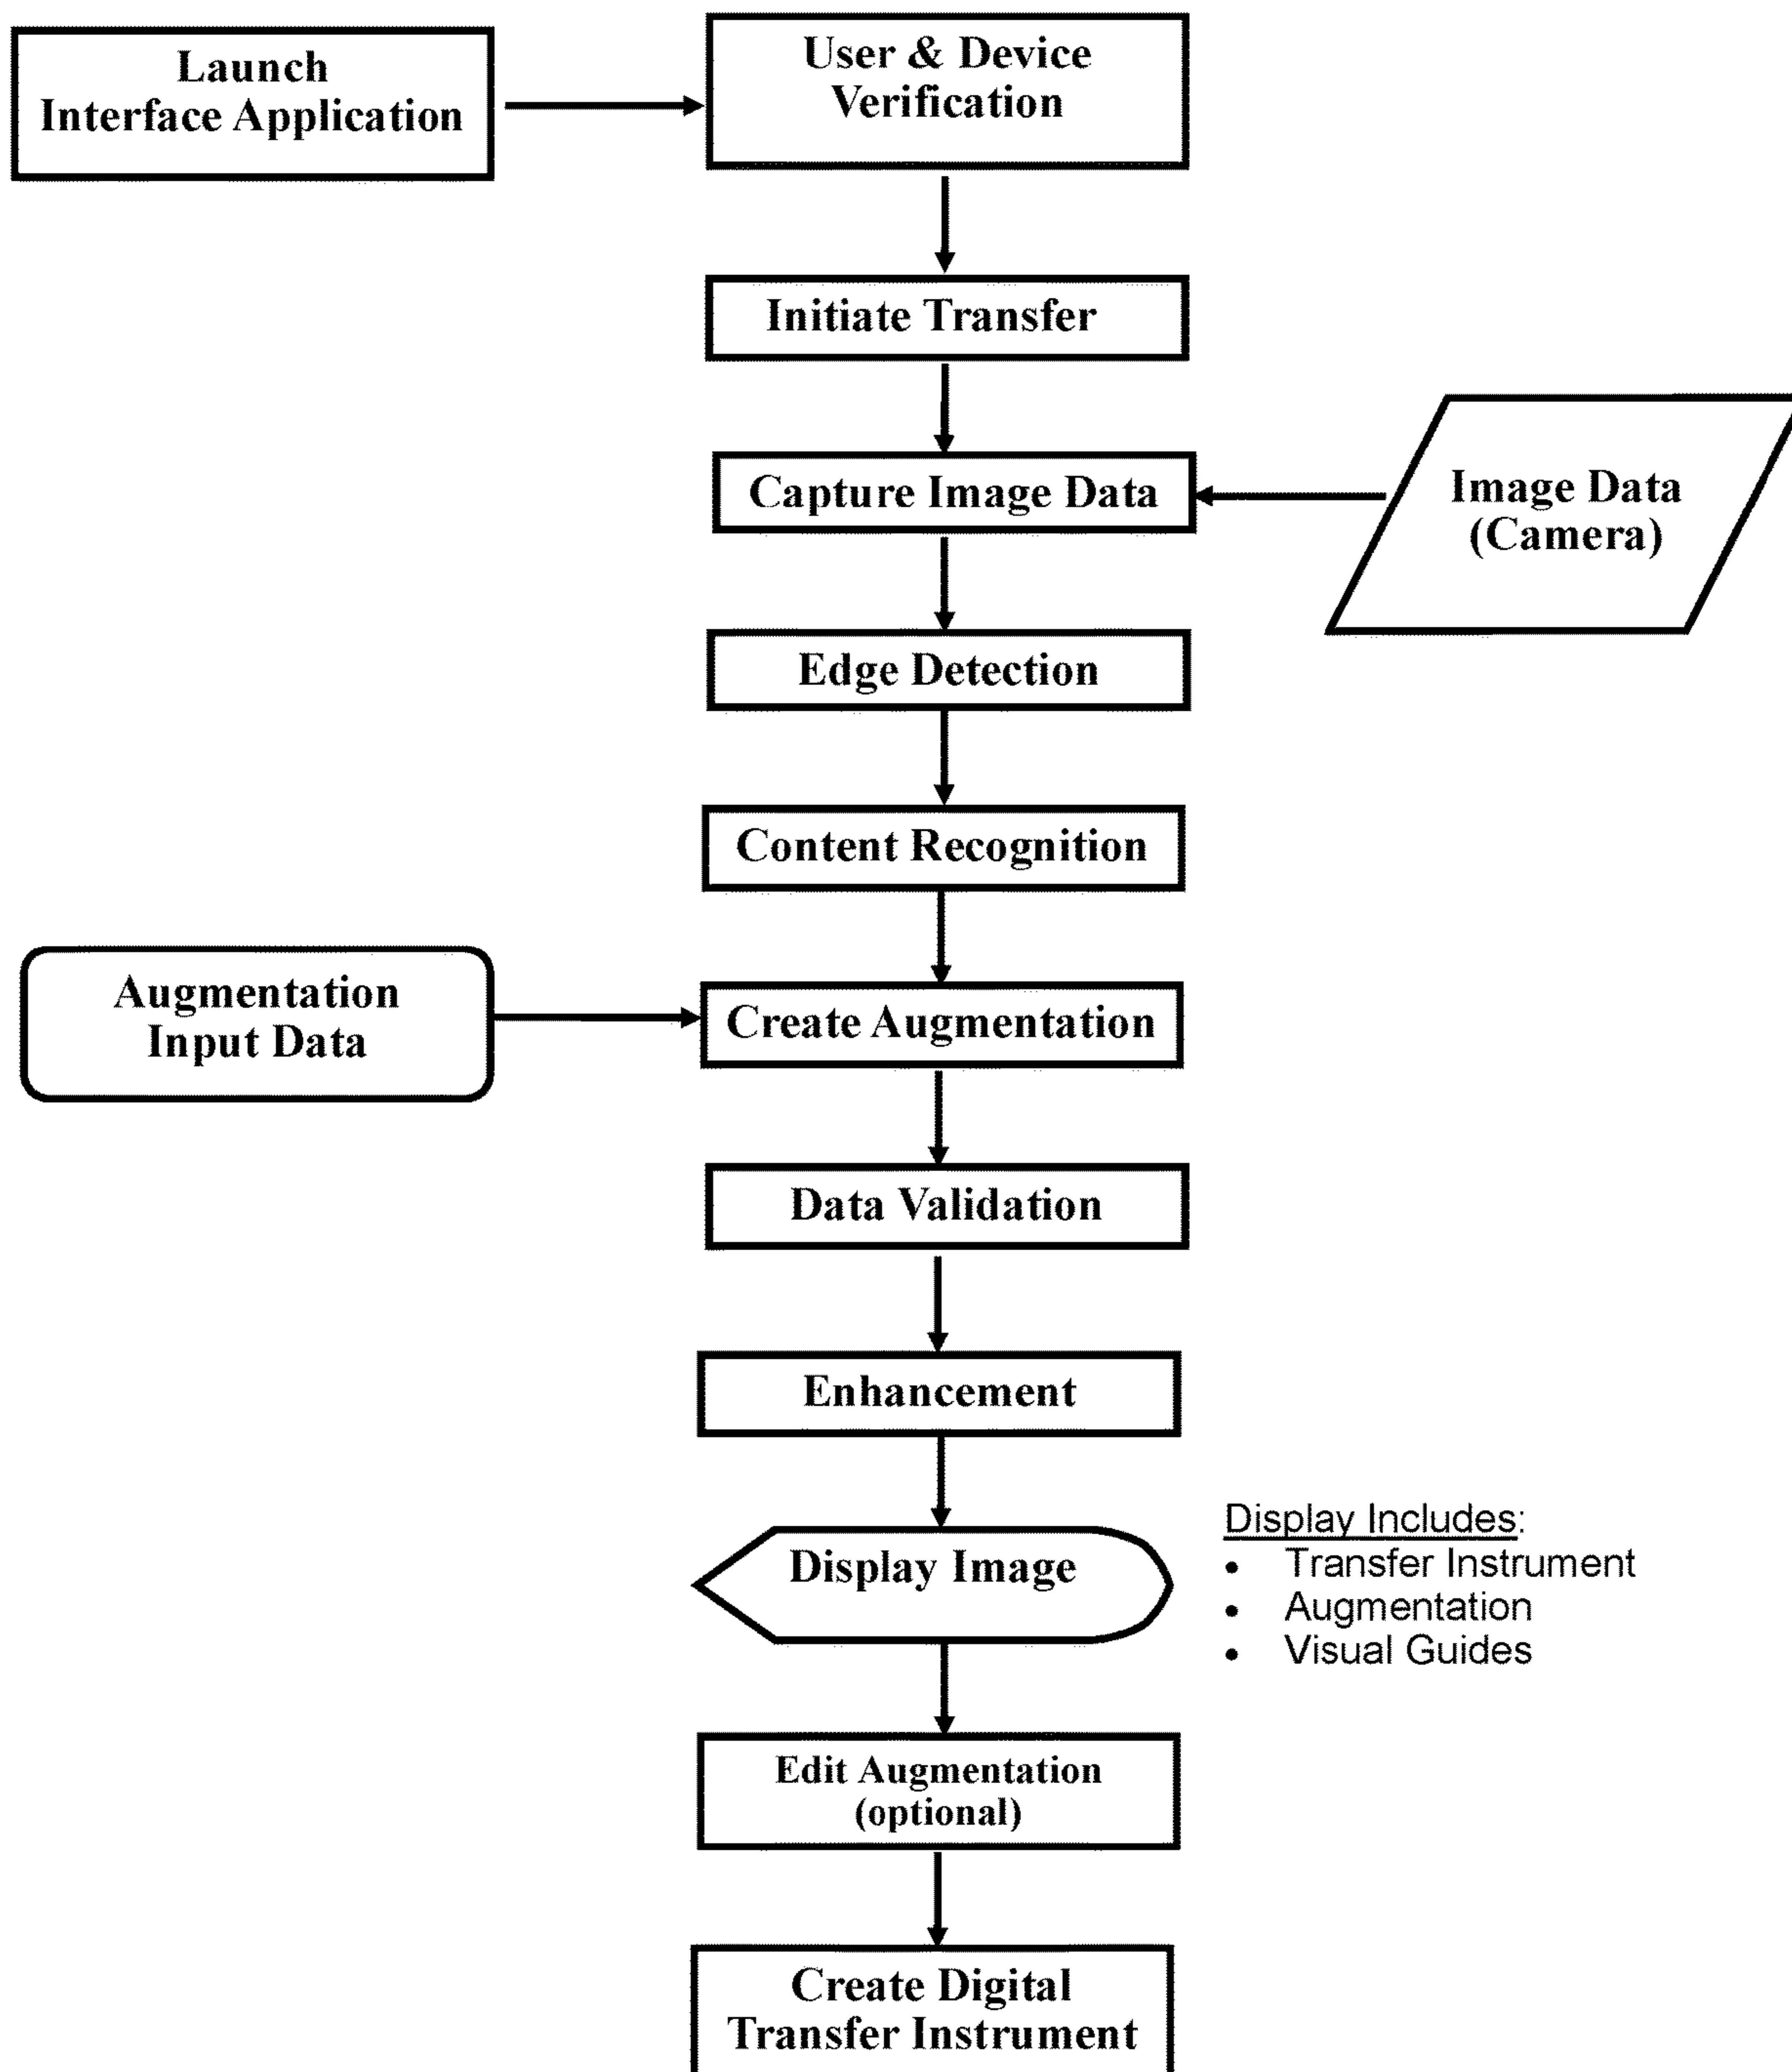 Launch
Interface Application
User & Device
Verification
Initiate Transfer
Capture Image Data
Image Data
(Camera)
Edge Detection
Content Recognition
Augmentation
Input Data
Create Augmentation
Data Validation
Enhancement
Display Image
Display Includes:
• Transfer Instrument
• Augmentation
• Visual Guides
Edit Augmentation
(optional)
Create Digital
Transfer Instrument